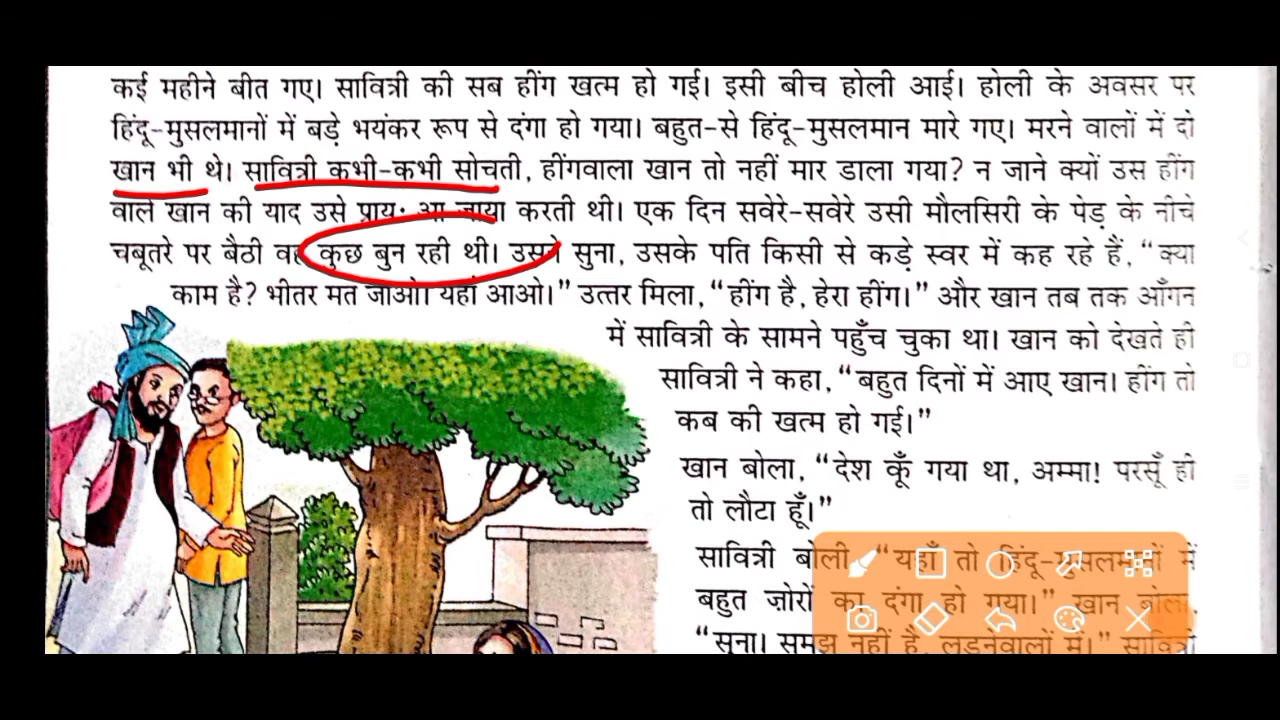 कई महीने बीत गए। सावित्री की सब हींग खत्म हो गई। इसी बीच होली आई। होली के अवसर पर
हिंदू-मुसलमानों में बड़े भयंकर रूप से दंगा हो गया। बहुत-से हिंदू-मुसलमान मारे गए। मरने वालों में दो
खान भी थे। सावित्री कभी-कभी सोचती, हींगवाला खान तो नहीं मार डाला गया? न जाने क्यों उस हींग
वाले खान की याद उसे प्राय: आ जाया करती थी। एक दिन सवेरे-सवेरे उसी मौलसिरी के पेड़ के नीचे
चबूतरे पर बैठी वह कुछ बुन रही थी। उसने सुना, उसके पति किसी से कड़े स्वर में कह रहे हैं, “क्या
काम है? भीतर मत जाओ। यहाँ आओ।” उत्तर मिला, “हींग है, हेरा हींग।” और खान तब तक आँगन
में सावित्री के सामने पहुँच चुका था। खान को देखते ही
सावित्री ने कहा, “बहुत दिनों में आए खान। हींग तो
कब की खत्म हो गई।”
खान बोला, “देश कूँ गया था, अम्मा! परसूँ ही
तो लौटा हूँ।”
सावित्री बोली, “यहाँ तो हिंदू-मुसलमानों में
बहुत ज़ोरों का दंगा हो गया।” खान बोला,
“सुना। समझ नहीं है, लड़नेवालों में।” सावित्री